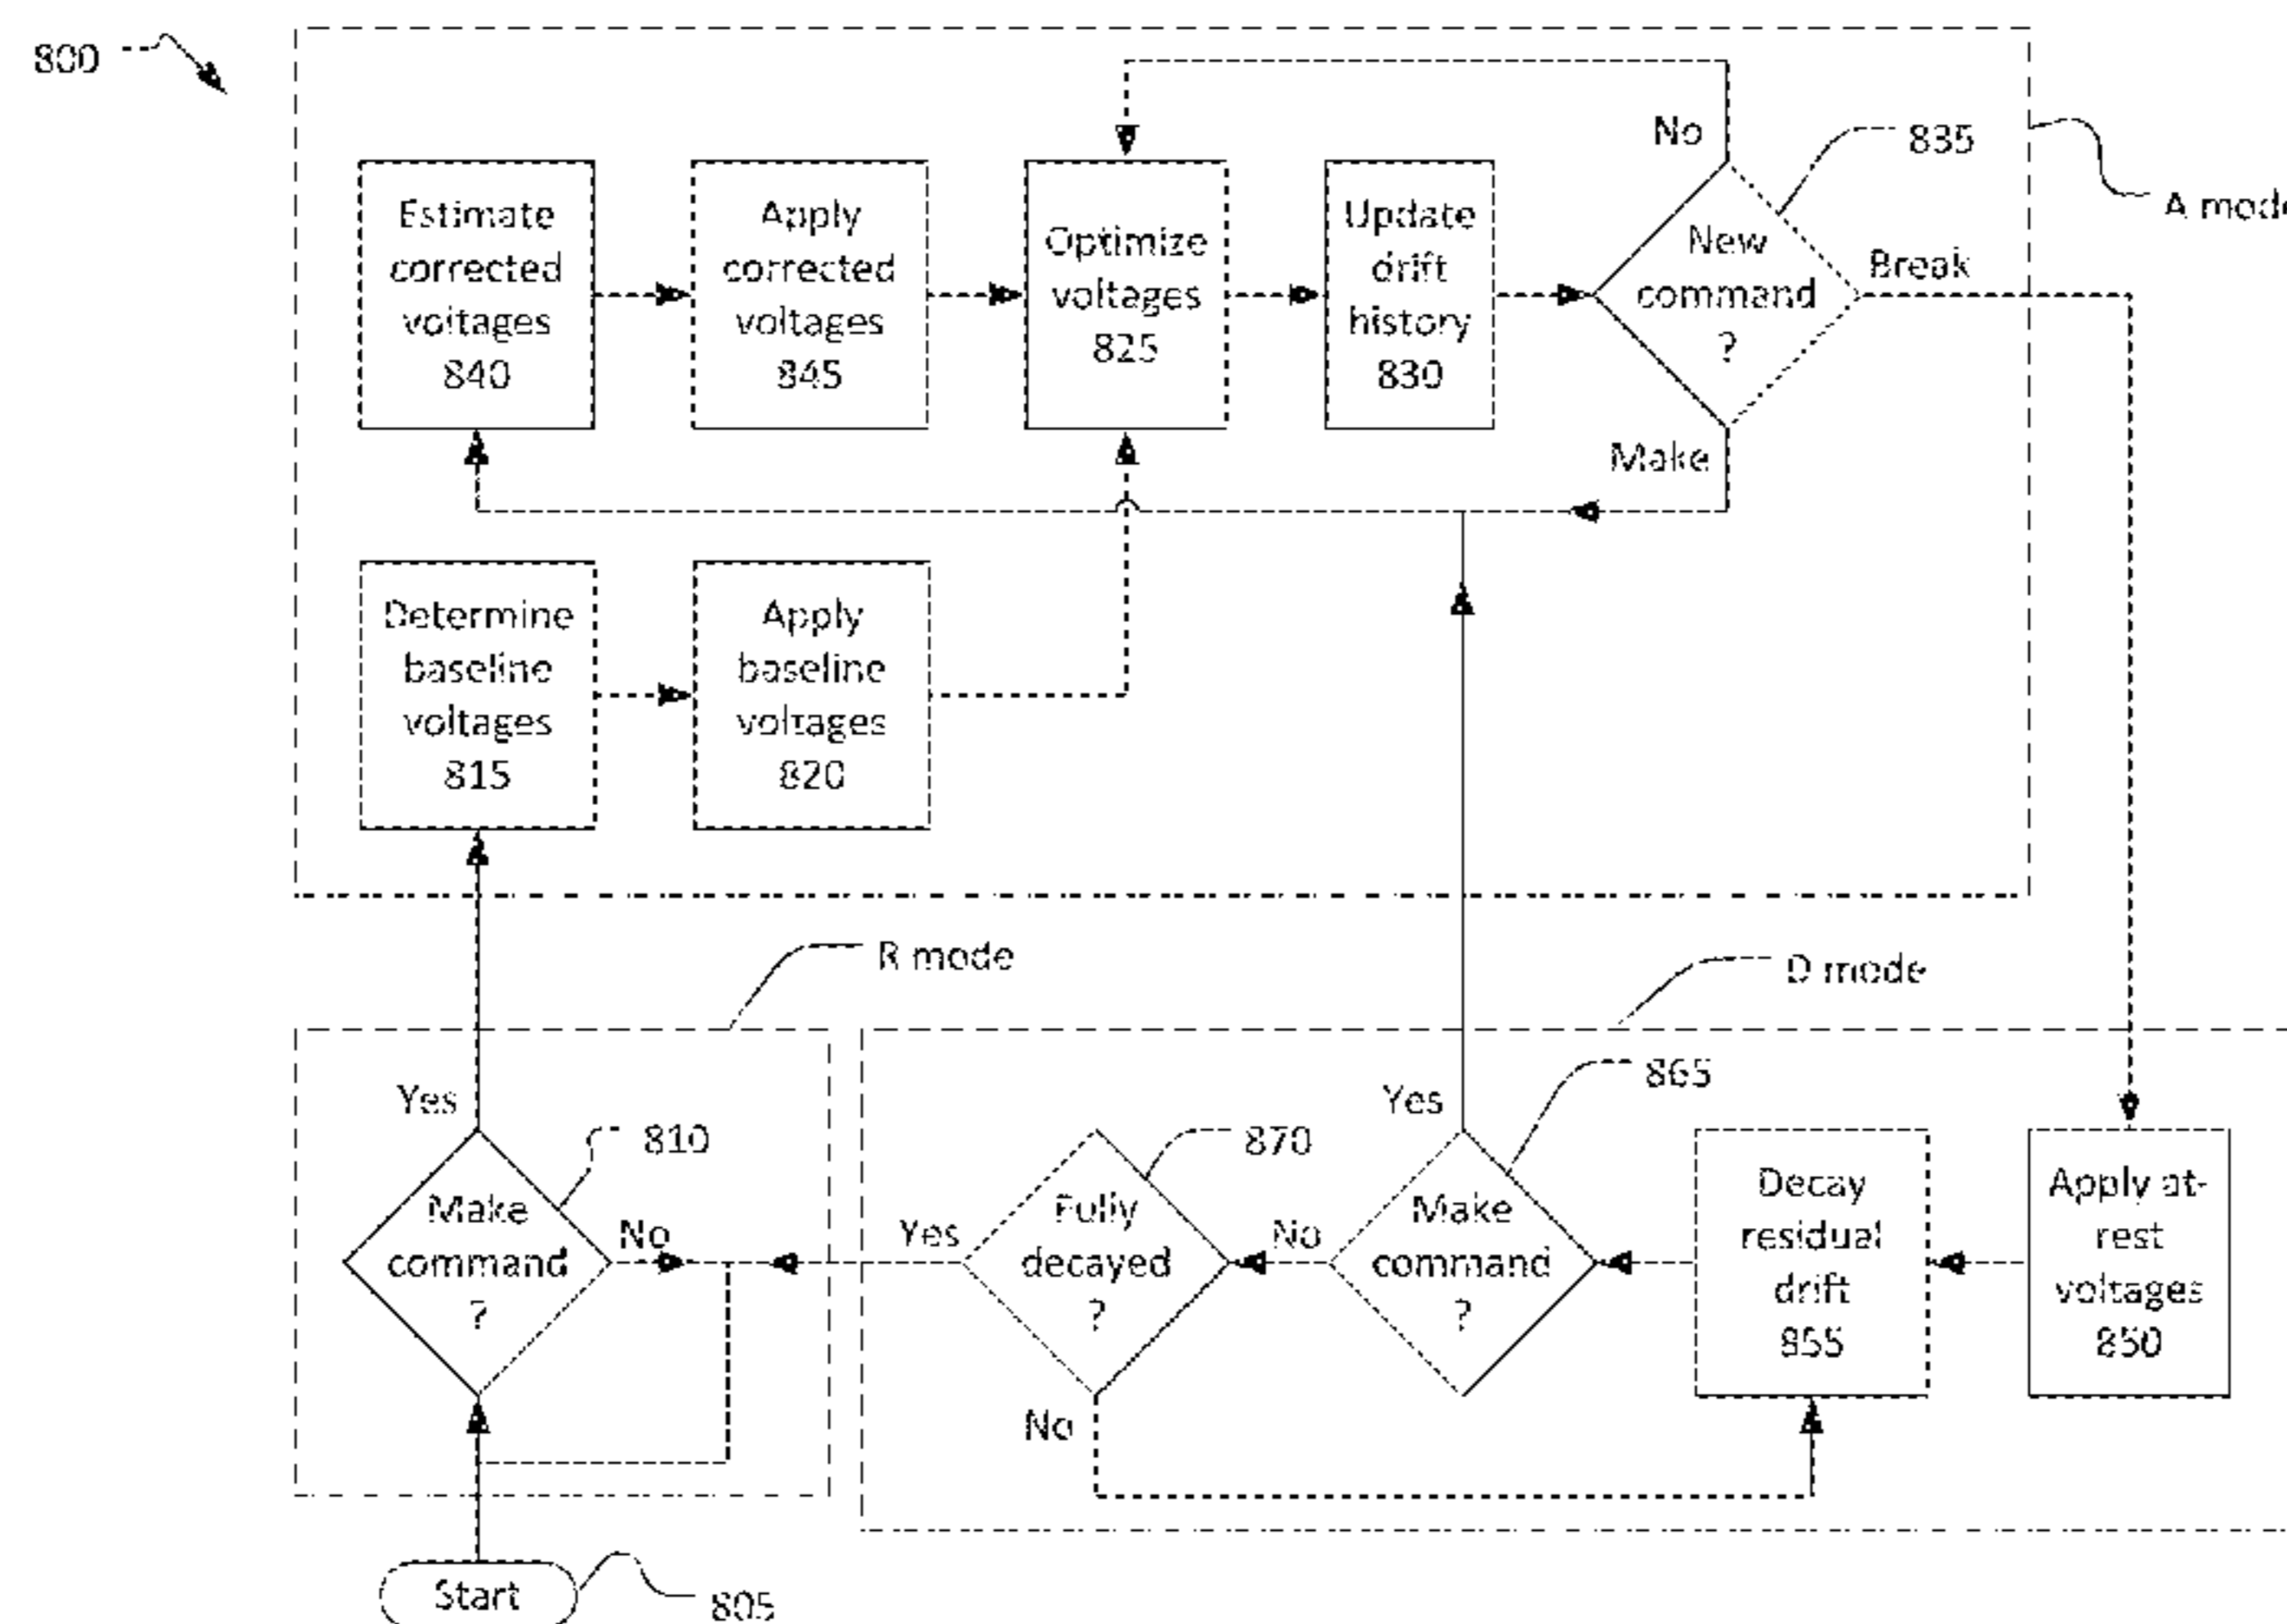 800
No
835
A mode
Estimate
corrected
voltages
840
Apply
corrected
voltages
845
Optimize
voltages
825
Update
drift
history
830
New
command
?
Break
Make
Determine
baseline
voltages
815
Apply
baseline
voltages
820
R mode
D mode
Yes
810
Make
command
?
No
Yes
870
Fully
decayed
?
No
No
Yes
865
Make
command
?
Decay
residual
drift
855
Apply at-
rest
voltages
850
Start
805